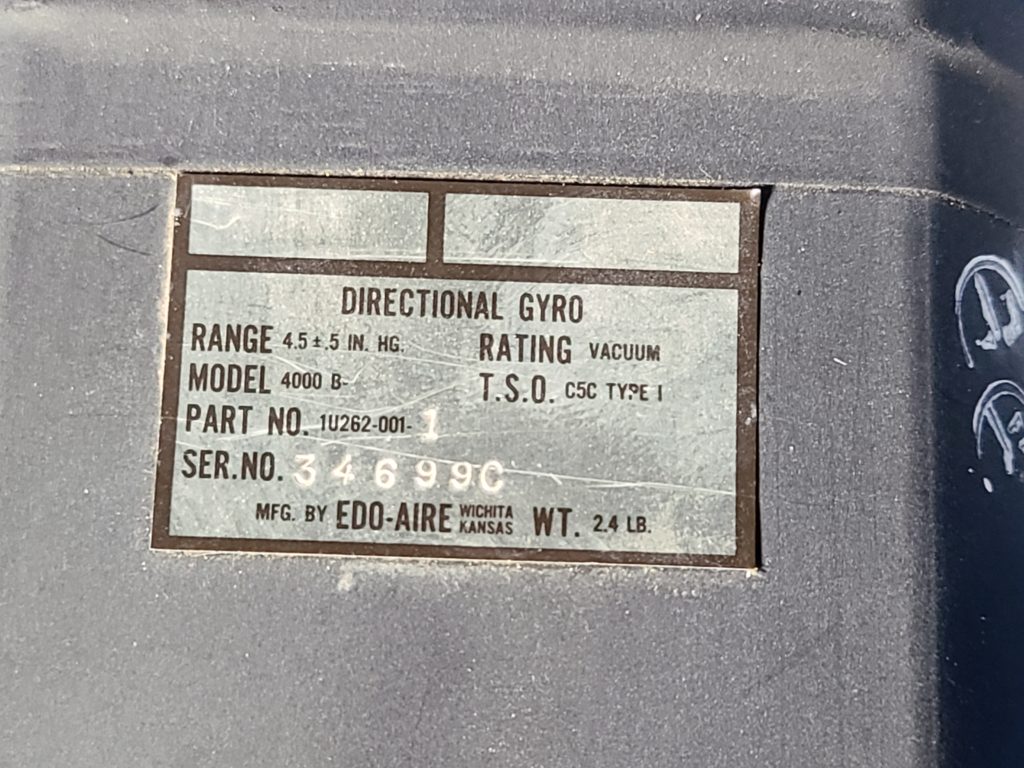 DIRECTIONAL GYRO
RANGE 4.5 ± .5 IN. HG. RATING VACUUM
MODEL 4000 B- T.S.O. C5C TYPE I
PART NO. 1U262-001- 1
SER.NO. 34699C
MFG. BY EDO-AIRE WICHITA KANSAS WT. 2.4 LB.